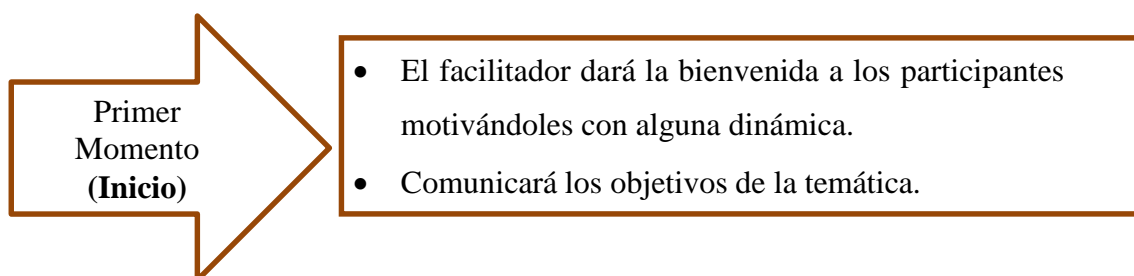 Primer
Momento
(Inicio)
• El facilitador dará la bienvenida a los participantes
motivándoles con alguna dinámica.
• Comunicará los objetivos de la temática.